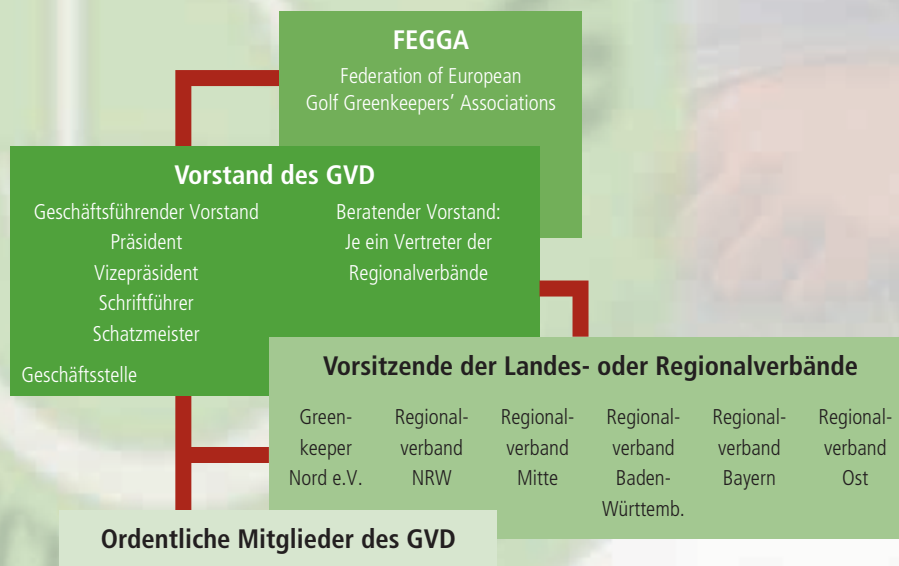 FEGGA
Federation of European
Golf Greenkeepers' Associations
Vorstand des GVD
Geschäftsführender Vorstand
Präsident
Vizepräsident
Schriftführer
Schatzmeister
Geschäftsstelle
Beratender Vorstand:
Je ein Vertreter der
Regionalverbände
Vorsitzende der Landes- oder Regionalverbände
Green-
keeper
Nord e.V.
Regional-
verband
NRW
Regional-
verband
Mitte
Regional-
verband
Baden-
Württemb.
Regional-
verband
Bayern
Regional-
verband
Ost
Ordentliche Mitglieder des GVD